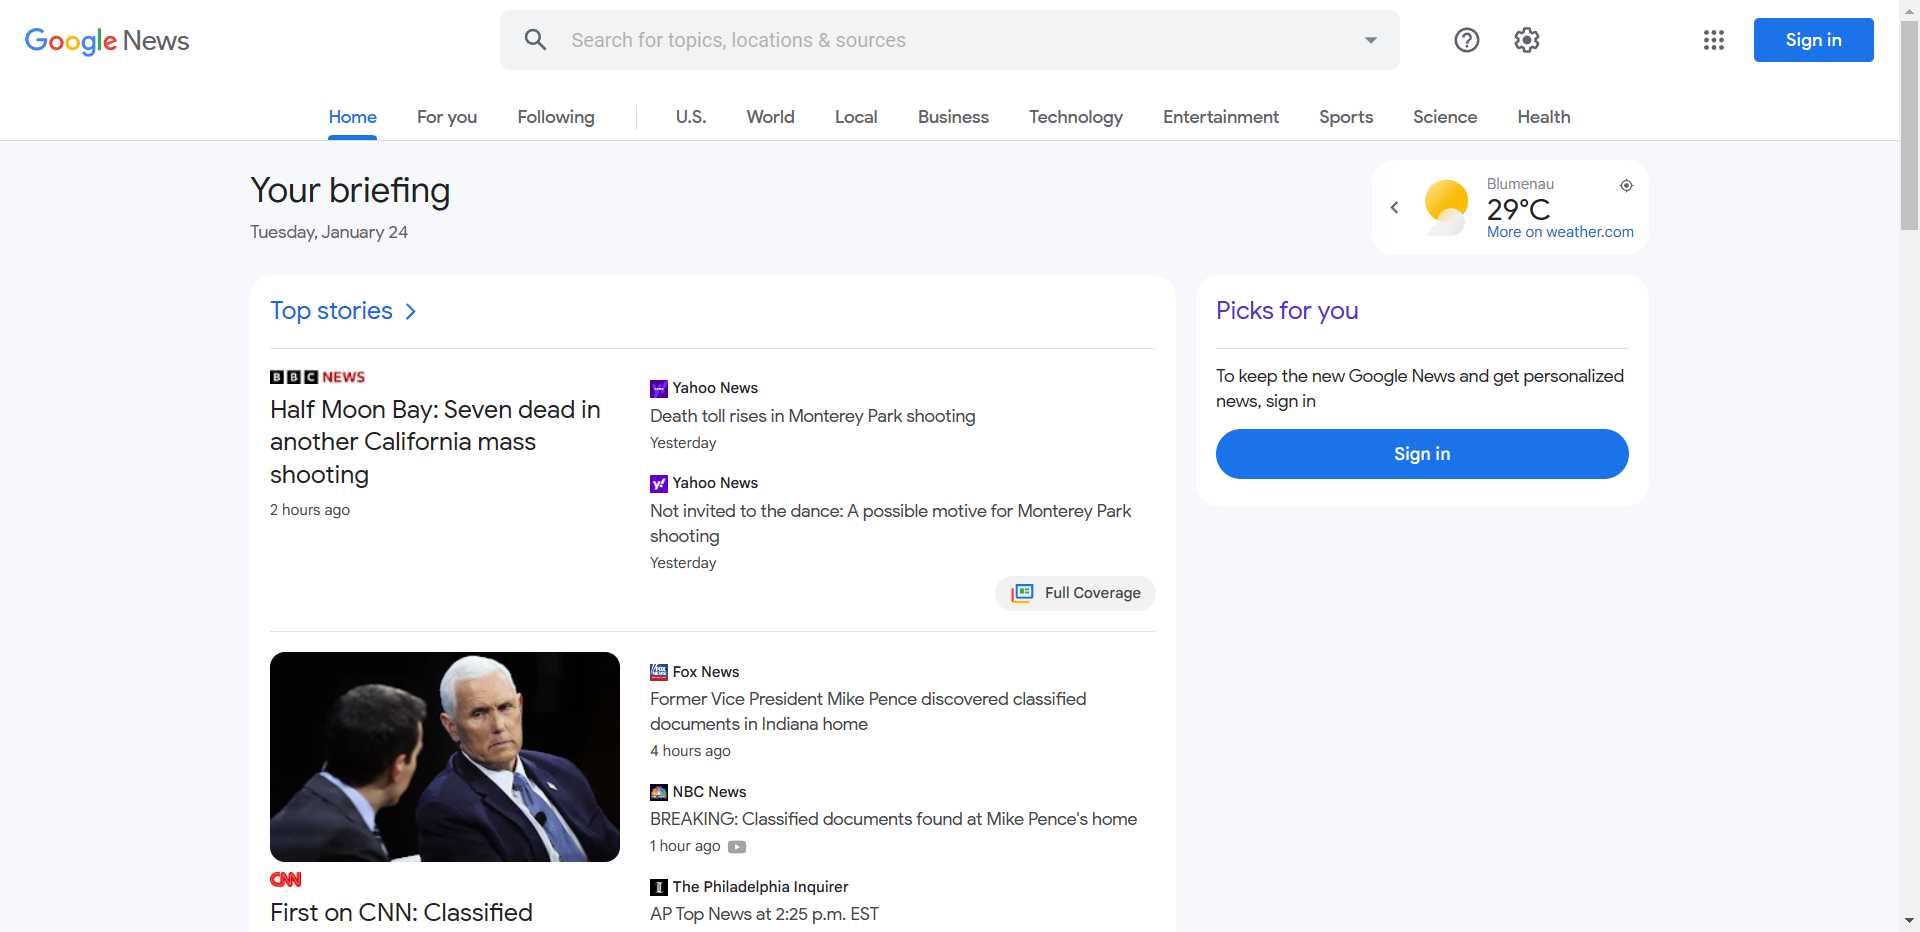 Google News
Search for topics, locations & sources
Sign in
Home
For you
Following
U.S.
World
Local
Business
Technology
Entertainment
Sports
Science
Health
Your briefing
Tuesday, January 24
Blumenau
29°C
More on weather.com
Top stories
BBC NEWS
Half Moon Bay: Seven dead in
another California mass
shooting
2 hours ago
Yahoo News
Death toll rises in Monterey Park shooting
Yesterday
Yahoo News
Not invited to the dance: A possible motive for Monterey Park
shooting
Yesterday
Full Coverage
Picks for you
To keep the new Google News and get personalized
news, sign in
Sign in
CNN
First on CNN: Classified
Fox News
Former Vice President Mike Pence discovered classified
documents in Indiana home
4 hours ago
NBC News
BREAKING: Classified documents found at Mike Pence's home
1 hour ago
The Philadelphia Inquirer
AP Top News at 2:25 p.m. EST